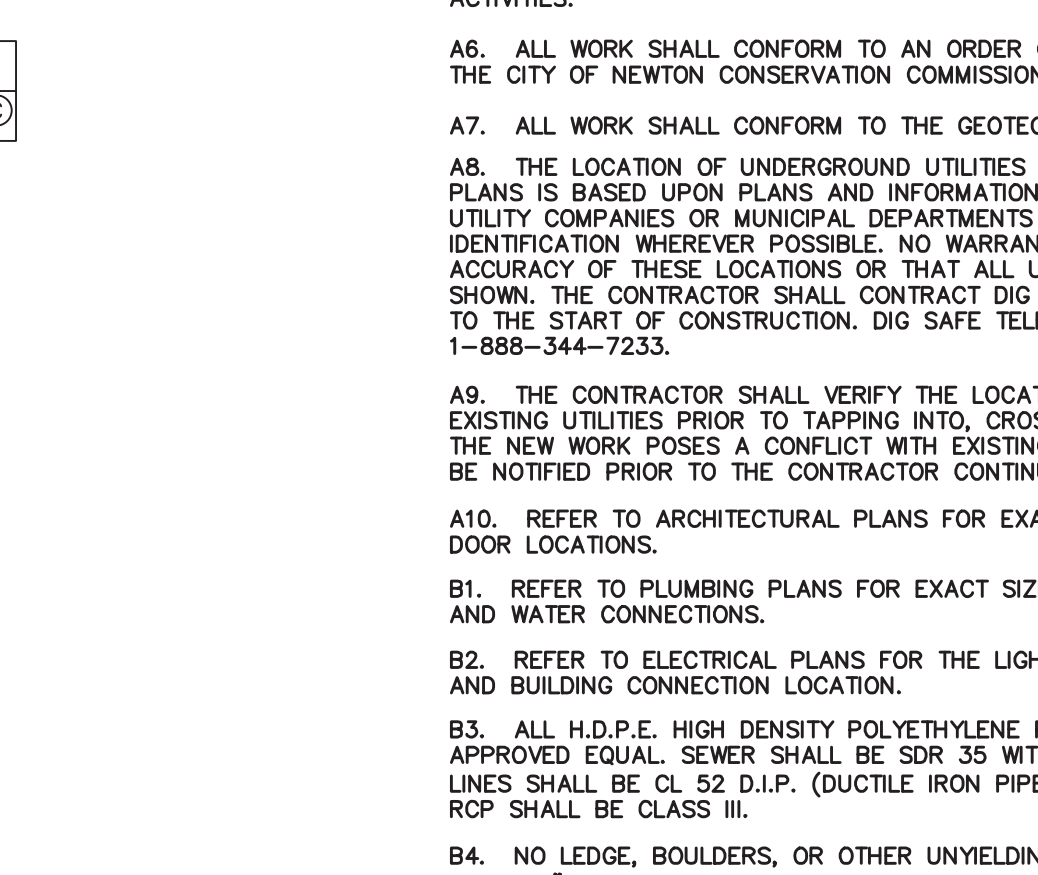 ACTIVITIES.
A6. ALL WORK SHALL CONFORM TO AN ORDER
THE CITY OF NEWTON CONSERVATION COMMISSION
A7. ALL WORK SHALL CONFORM TO THE
A8. THE LOCATION OF UNDERGROUND UTILITIES
PLANS IS BASED UPON PLANS AND INFORMATION
UTILITY COMPANIES OR MUNICIPAL DEPARTMENTS
IDENTIFICATION WHEREVER POSSIBLE. NO
ACCURACY OF THESE LOCATIONS OR THAT ALL
SHOWN. THE CONTRACTOR SHALL CONTRACT DIG
TO THE START OF CONSTRUCTION. DIG SAFE
1-888-344-7233.
A9. THE CONTRACTOR SHALL VERIFY THE
EXISTING UTILITIES PRIOR TO TAPPING INTO,
THE NEW WORK POSES A CONFLICT WITH
BE NOTIFIED PRIOR TO THE CONTRACTOR
A10. REFER TO ARCHITECTURAL PLANS FOR
DOOR LOCATIONS.
B1. REFER TO PLUMBING PLANS FOR EXACT
AND WATER CONNECTIONS.
B2. REFER TO ELECTRICAL PLANS FOR THE
AND BUILDING CONNECTION LOCATION.
B3. ALL H.D.P.E. HIGH DENSITY POLYETHYLENE
APPROVED EQUAL. SEWER SHALL BE SDR 35
LINES SHALL BE CL 52 D.I.P. (DUCTILE IRON
RCP SHALL BE CLASS III.
B4. NO LEDGE, BOULDERS, OR OTHER